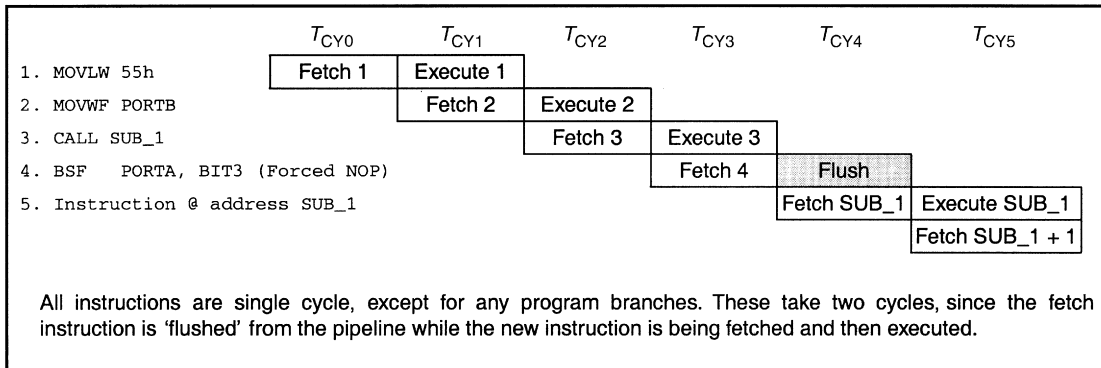 TCY0 TCY1 TCY2 TCY3 TCY4 TCY5
1. MOVLW 55h Fetch 1 Execute 1
2. MOVWF PORTB Fetch 2 Execute 2
3. CALL SUB_1 Fetch 3 Execute 3
4. BSF PORTA, BIT3 (Forced NOP) Fetch 4 Flush
5. Instruction @ address SUB_1 Fetch SUB_1 Execute SUB_1
Fetch SUB_1 + 1
All instructions are single cycle, except for any program branches. These take two cycles, since the fetch
instruction is ‘flushed’ from the pipeline while the new instruction is being fetched and then executed.